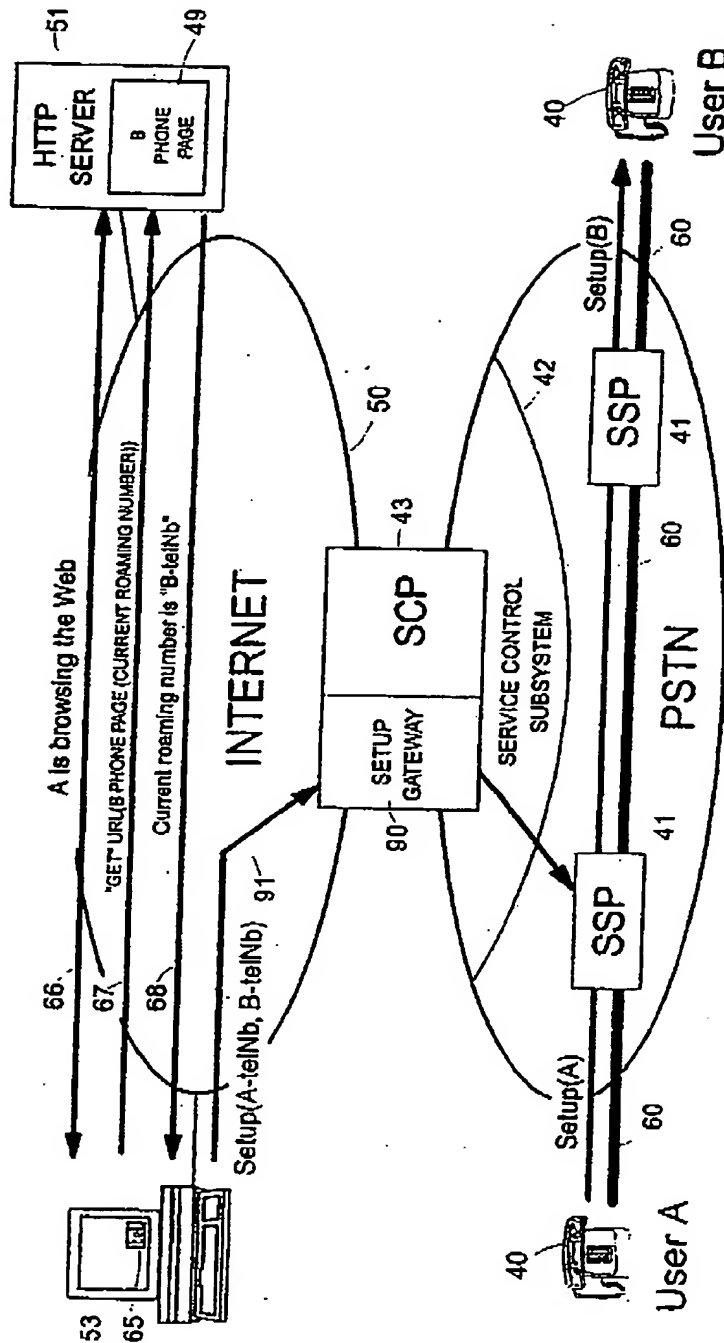 A is browsing the Web
66
"GET" URL(B PHONE PAGE (CURRENT ROAMING NUMBER))
67
Current roaming number is "B-telNb"
68
Setup(A-telNb, B-telNb)
91
53
65
tel
HTTP
SERVER
51
B
PHONE
PAGE
49
INTERNET
50
SETUP
GATEWAY
90
SCP
43
SERVICE CONTROL
SUBSYSTEM
42
PSTN
SSP
41
SSP
41
60
60
60
Setup(A)
Setup(B)
40
User A
40
User B